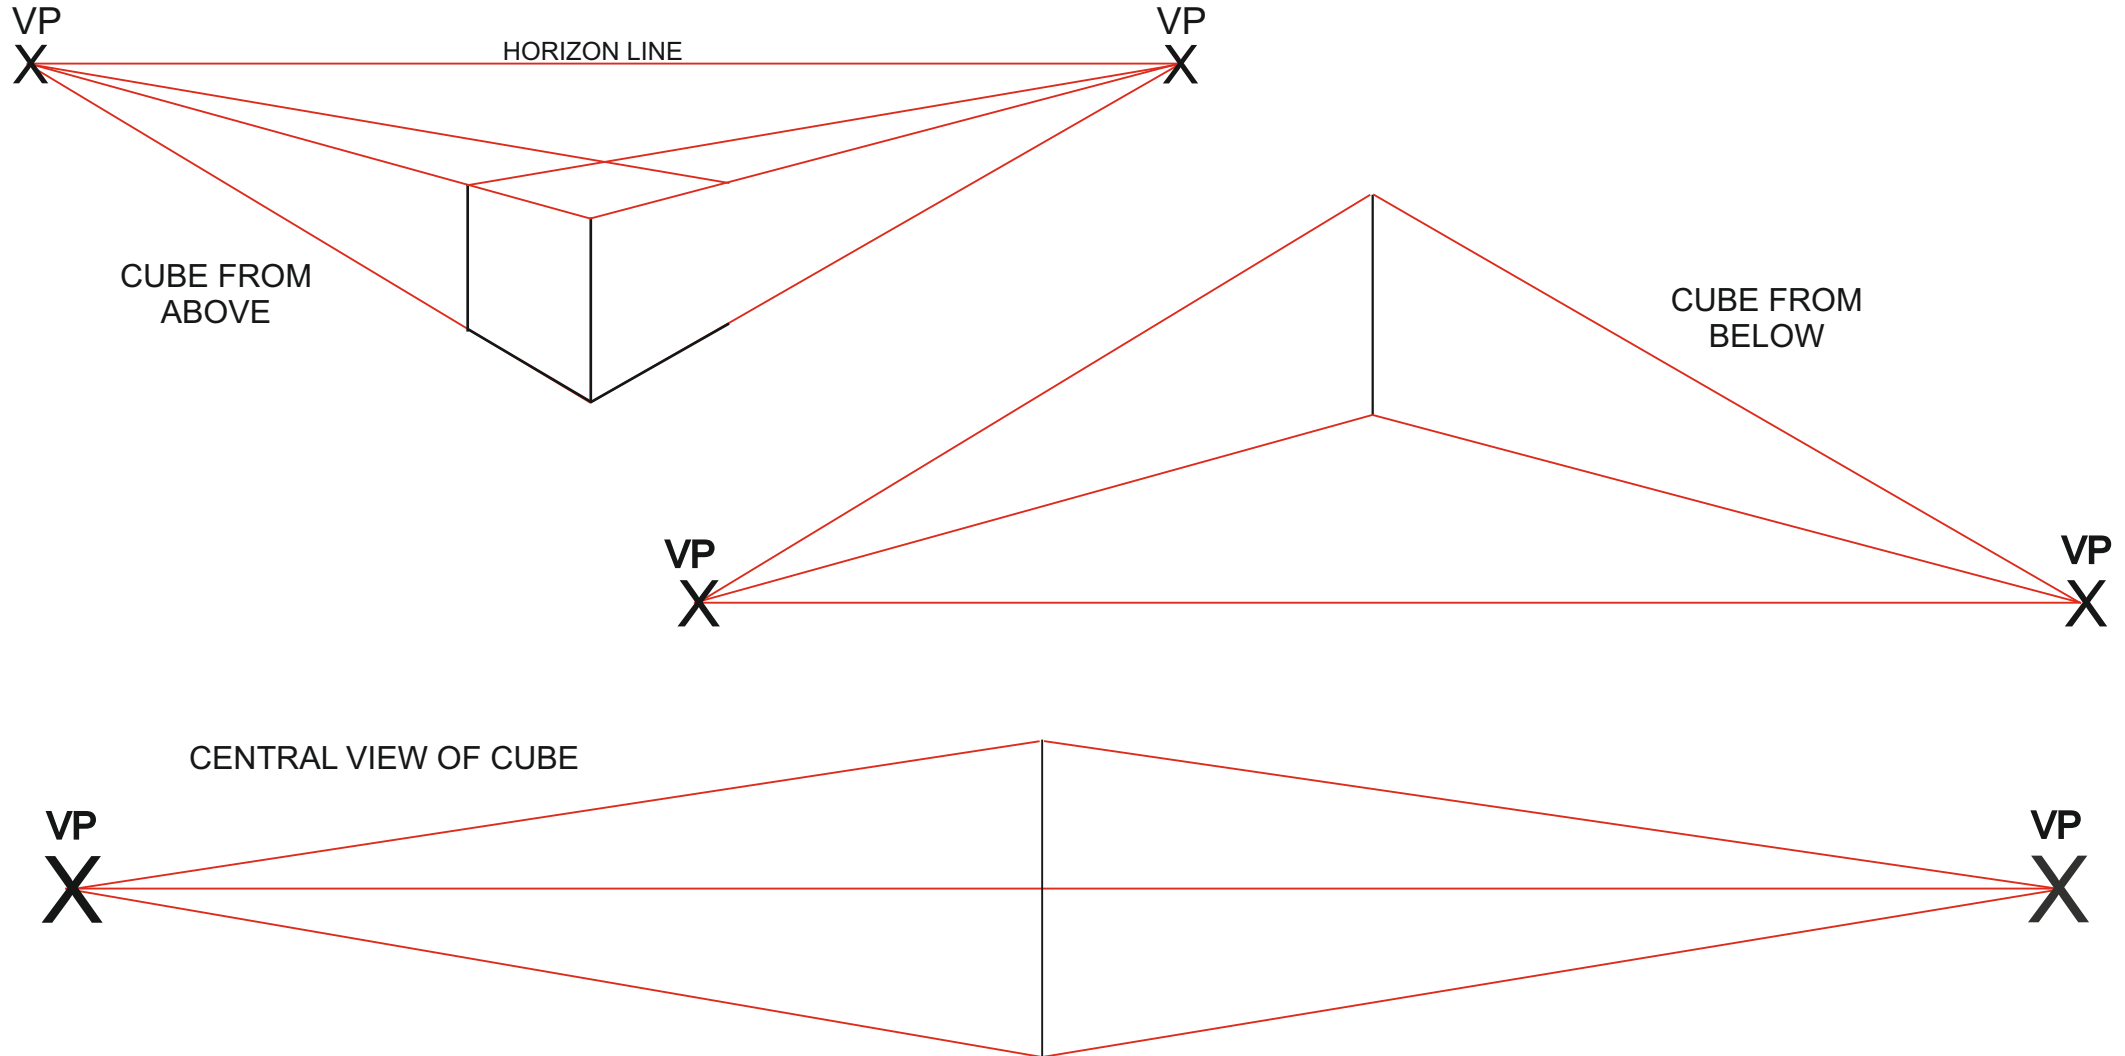 VP
VP
X
X
HORIZON LINE
CUBE FROM
ABOVE
CUBE FROM
BELOW
VP
VP
X
X
CENTRAL VIEW OF CUBE
VP
VP
X
X